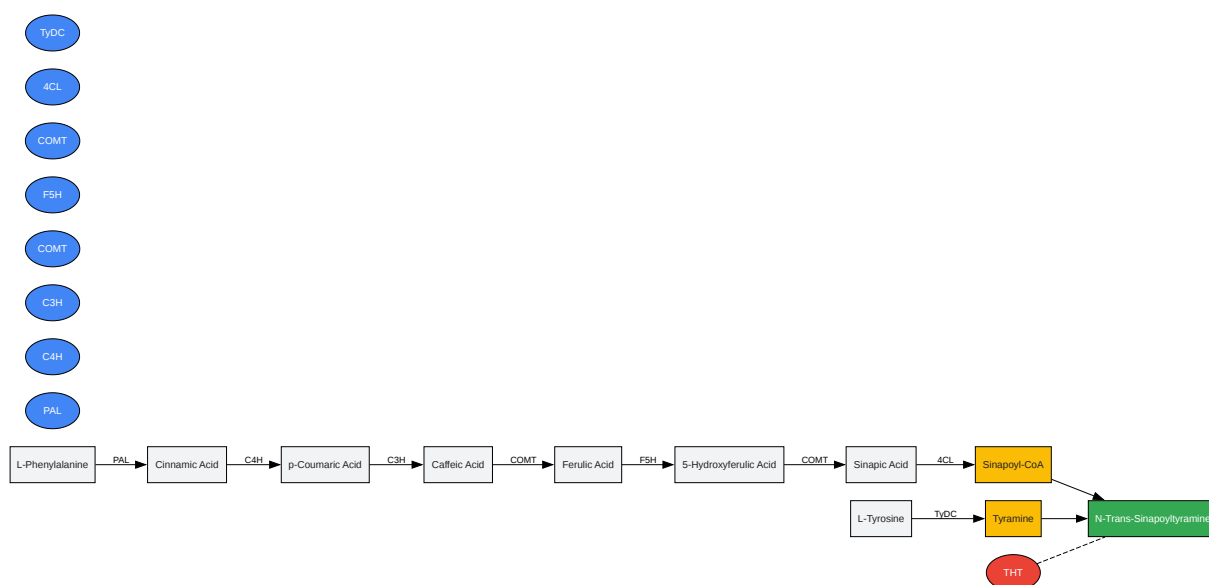 TyDC
4CL
COMT
F5H
COMT
C3H
C4H
PAL
L-Phenylalanine PAL Cinnamic Acid C4H p-Coumaric Acid C3H Caffeic Acid COMT Ferulic Acid F5H 5-Hydroxyferulic Acid COMT Sinapic Acid 4CL Sinapoyl-CoA
L-Tyrosine TyDC Tyramine N-Trans-Sinapoyltyramine
THT